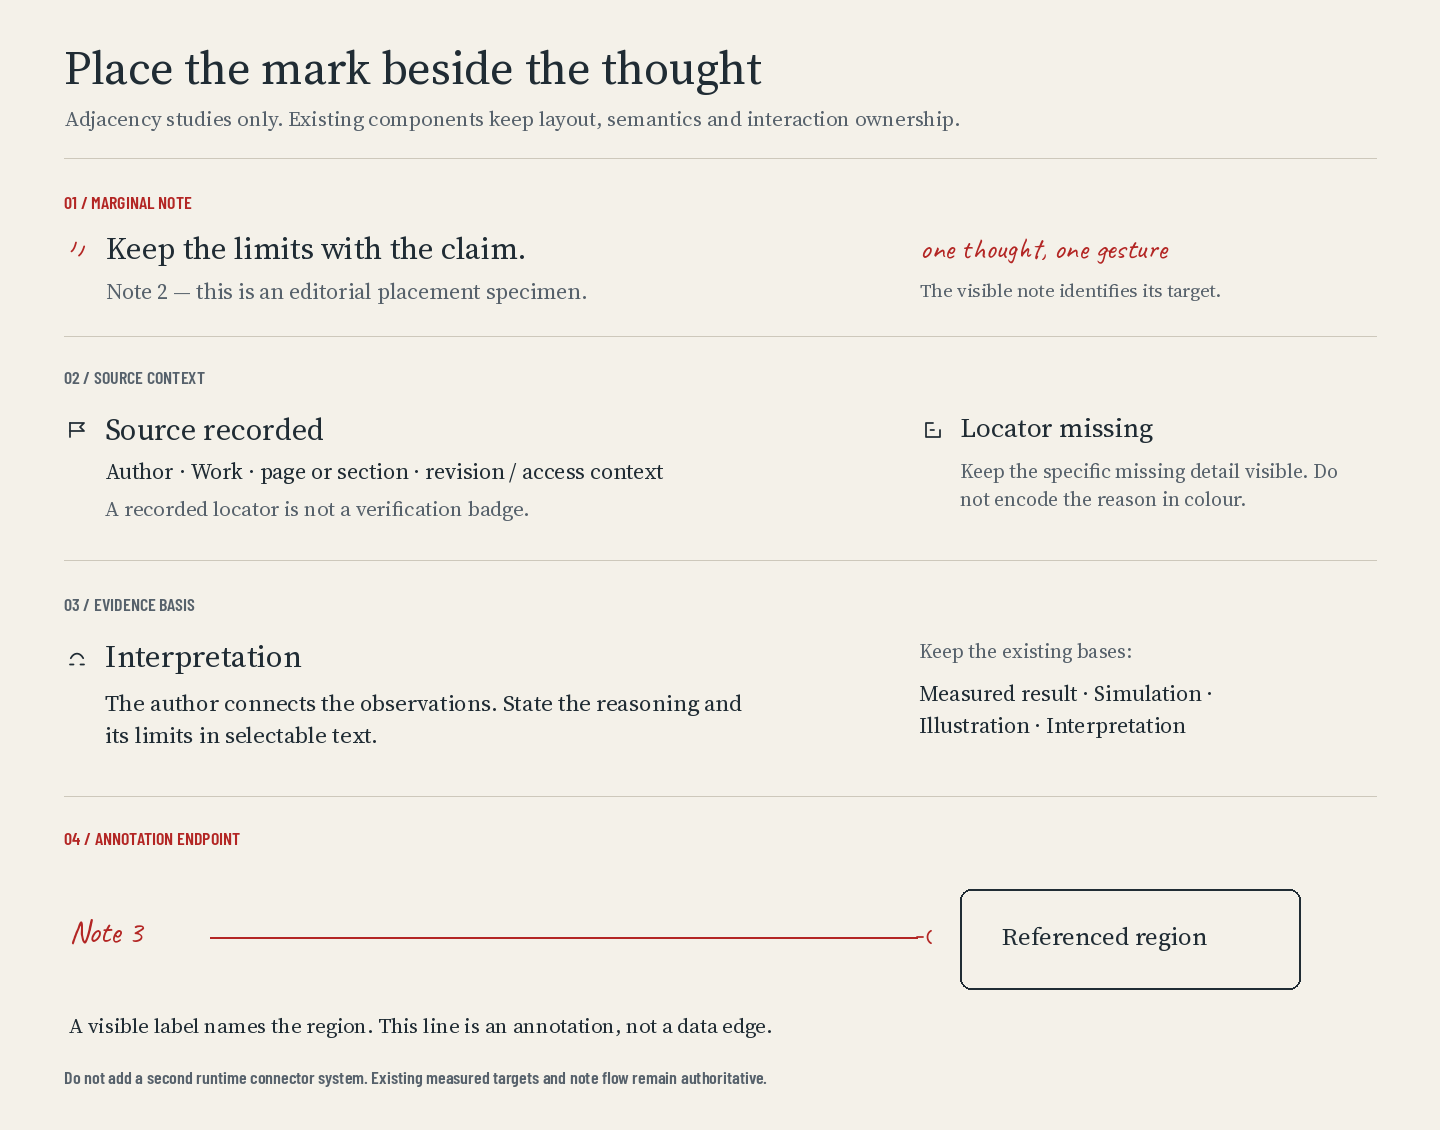 Place the mark beside the thought
Adjacency studies only. Existing components keep layout, semantics and interaction ownership.
01 / MARGINAL NOTE
Keep the limits with the claim.
Note 2 — this is an editorial placement specimen.
one thought, one gesture
The visible note identifies its target.
02 / SOURCE CONTEXT
Source recorded
Author · Work · page or section · revision / access context
A recorded locator is not a verification badge.
Locator missing
Keep the specific missing detail visible. Do
not encode the reason in colour.
03 / EVIDENCE BASIS
Interpretation
The author connects the observations. State the reasoning and
its limits in selectable text.
Keep the existing bases:
Measured result · Simulation ·
Illustration · Interpretation
04 / ANNOTATION ENDPOINT
Note 3
Referenced region
A visible label names the region. This line is an annotation, not a data edge.
Do not add a second runtime connector system. Existing measured targets and note flow remain authoritative.